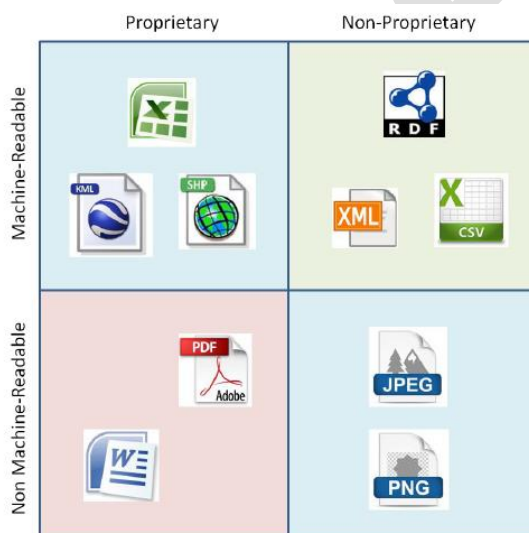 Proprietary
Non-Proprietary
Machine-Readable
X
RDF
KML
SHP
XML
X
CSV
Non Machine-Readable
PDF
Adobe
JPEG
W
PNG